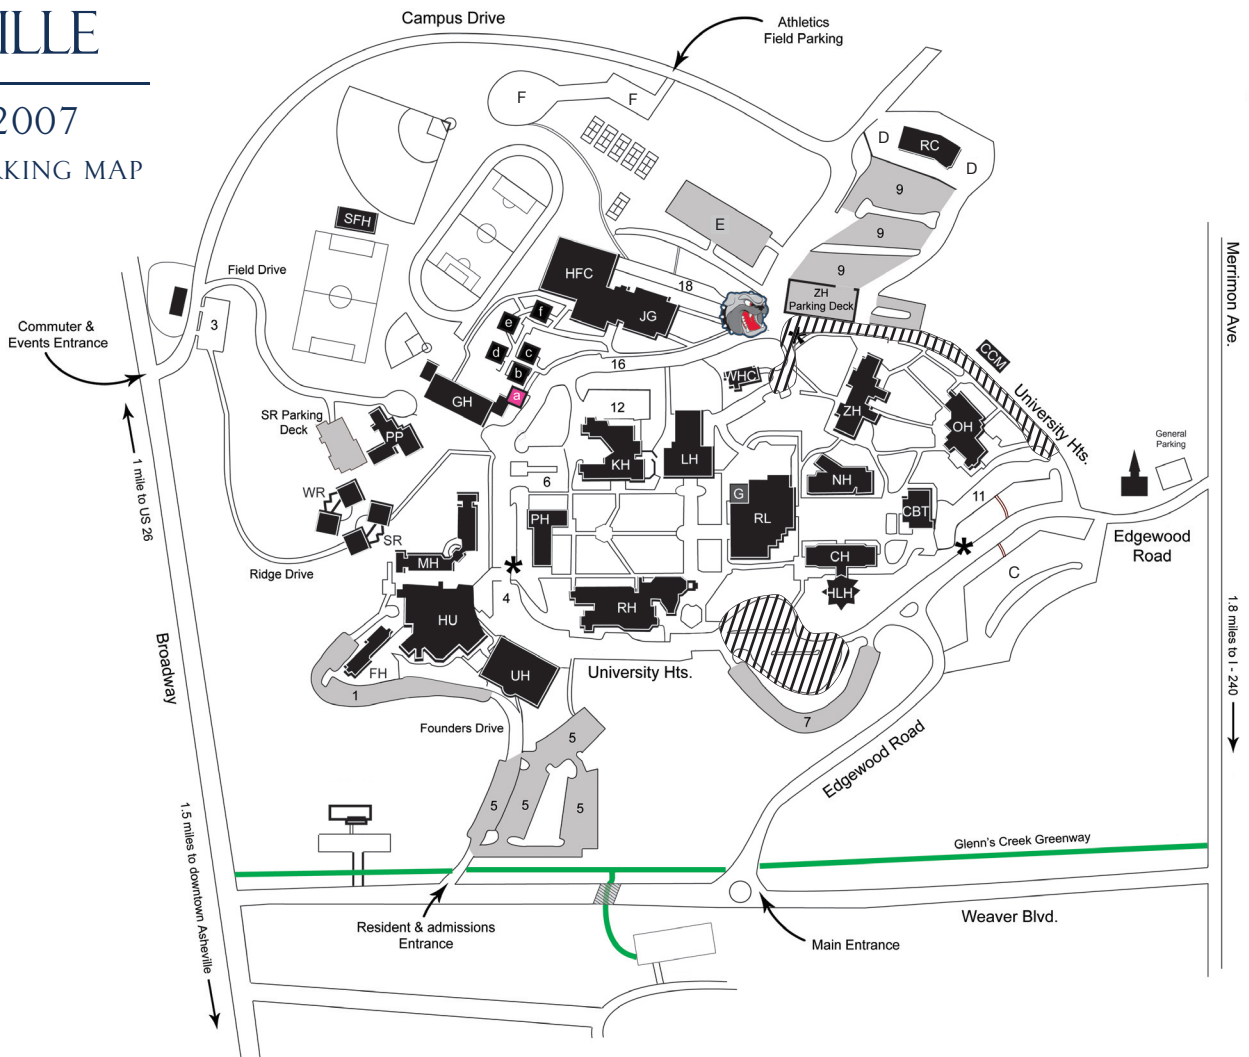 ILLE
2007
RKING MAP
Campus Drive
Athletics
Field Parking
F
F
D
RC
D
9
SFH
E
9
Field Drive
HFC
9
18
ZH
Parking Deck
Merrimon Ave.
f
e
JG
3
Commuter &
Events Entrance
d
c
CCM
16
b
WHC
a
University Hts.
GH
12
SR Parking
Deck
ZH
OH
PP
General
Parking
KH
LH
1 mile to US 26
6
NH
WR
G
11
CBT
PH
RL
SR
Edgewood
Road
MH
CH
*
*
*
Ridge Drive
C
4
HLH
RH
HU
1.8 miles to I - 240
Broadway
FH
UH
University Hts.
1
7
Founders Drive
5
Edgewood Road
5
5
5
1.5 miles to downtown Asheville
Glenn's Creek Greenway
Weaver Blvd.
Resident & admissions
Entrance
Main Entrance